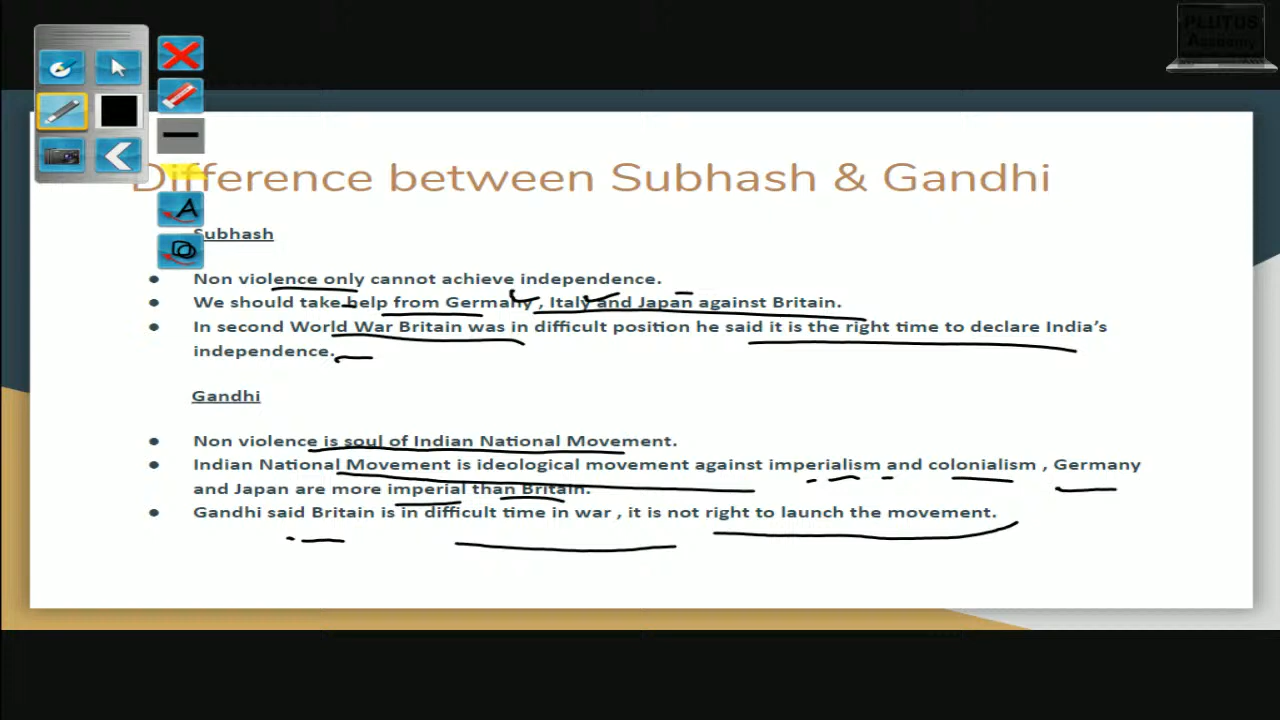 PLUTUS
Academy
Difference between Subhash & Gandhi
Subhash
● Non violence only cannot achieve independence.
● We should take help from Germany , Italy and Japan against Britain.
● In second World War Britain was in difficult position he said it is the right time to declare India’s
independence.
Gandhi
● Non violence is soul of Indian National Movement.
● Indian National Movement is ideological movement against imperialism and colonialism , Germany
and Japan are more imperial than Britain.
● Gandhi said Britain is in difficult time in war , it is not right to launch the movement.